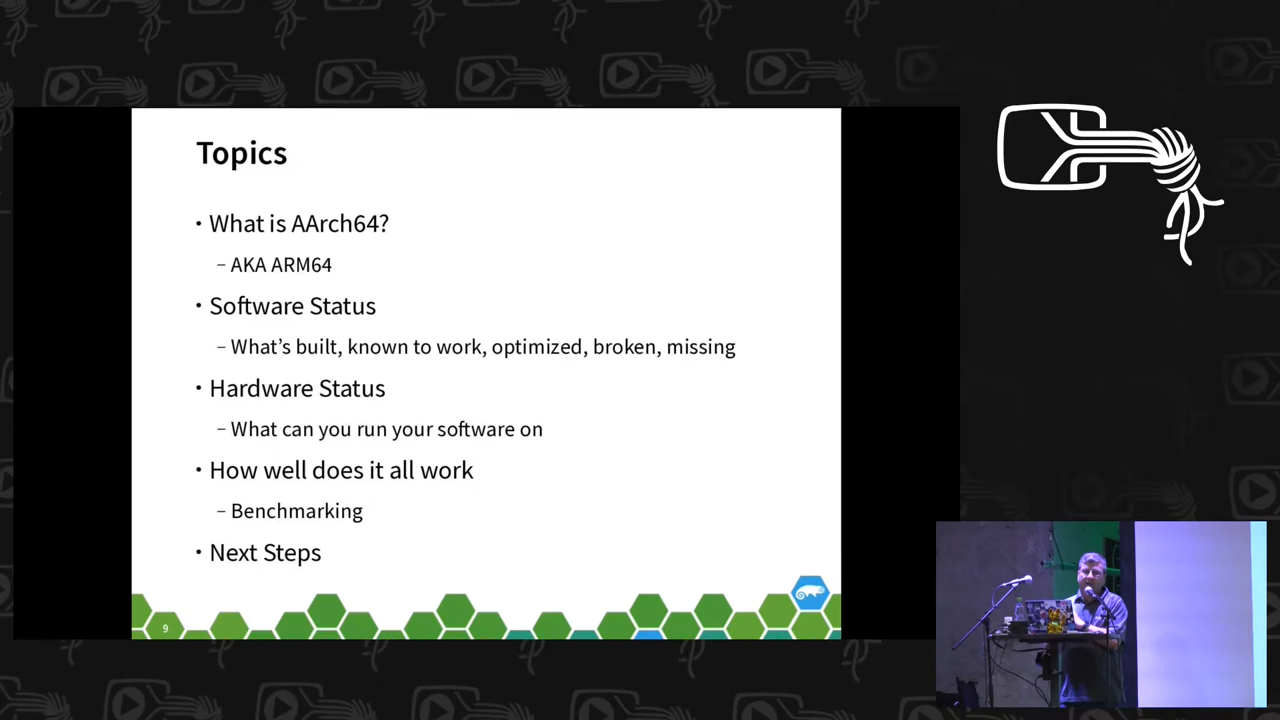 Topics
• What is AArch64?
– AKA ARM64
• Software Status
– What's built, known to work, optimized, broken, missing
• Hardware Status
– What can you run your software on
• How well does it all work
– Benchmarking
• Next Steps
9